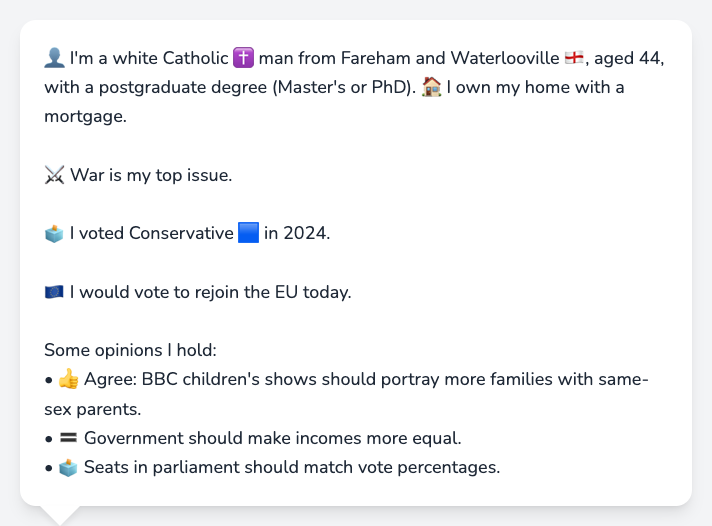 👤 I'm a white Catholic ✝️ man from Fareham and Waterlooville 🏴󠁧󠁢󠁥󠁮󠁧󠁿, aged 44,
with a postgraduate degree (Master's or PhD). 🏠 I own my home with a
mortgage.
⚔️ War is my top issue.
🗳️ I voted Conservative 🟦 in 2024.
🇪🇺 I would vote to rejoin the EU today.
Some opinions I hold:
• 👍 Agree: BBC children's shows should portray more families with same-
sex parents.
• 🟰 Government should make incomes more equal.
• 🗳️ Seats in parliament should match vote percentages.